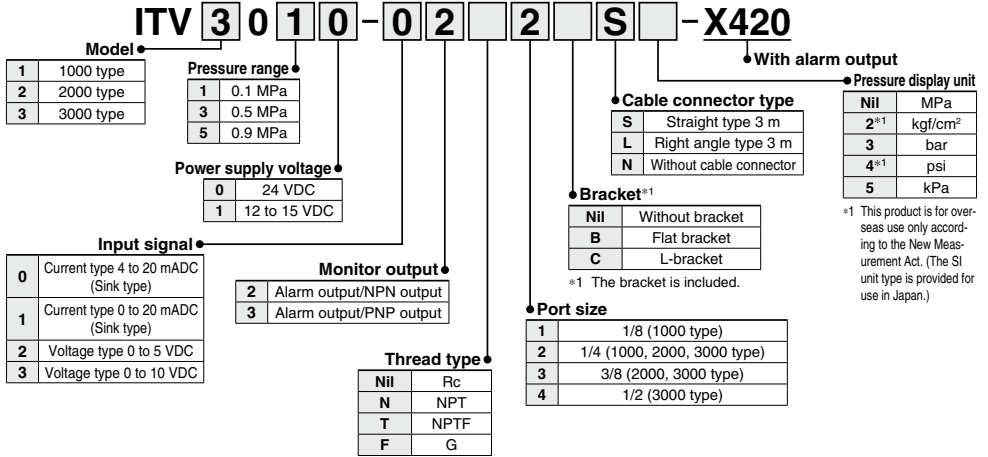 ITV 3 0 1 0 - 0 2 2 S - X420
With alarm output
Model
1 1000 type
2 2000 type
3 3000 type
Pressure range
1 0.1 MPa
3 0.5 MPa
5 0.9 MPa
Power supply voltage
0 24 VDC
1 12 to 15 VDC
Input signal
0 Current type 4 to 20 mADC
(Sink type)
1 Current type 0 to 20 mADC
(Sink type)
2 Voltage type 0 to 5 VDC
3 Voltage type 0 to 10 VDC
Monitor output
2 Alarm output/NPN output
3 Alarm output/PNP output
Thread type
Nil Rc
N NPT
T NPTF
F G
Port size
1 1/8 (1000 type)
2 1/4 (1000, 2000, 3000 type)
3 3/8 (2000, 3000 type)
4 1/2 (3000 type)
Bracket*1
Nil Without bracket
B Flat bracket
C L-bracket
*1 The bracket is included.
Cable connector type
S Straight type 3 m
L Right angle type 3 m
N Without cable connector
Pressure display unit
Nil MPa
2*1 kgf/cm²
3 bar
4*1 psi
5 kPa
*1 This product is for over-
seas use only accord-
ing to the New Meas-
urement Act. (The SI
unit type is provided for
use in Japan.)